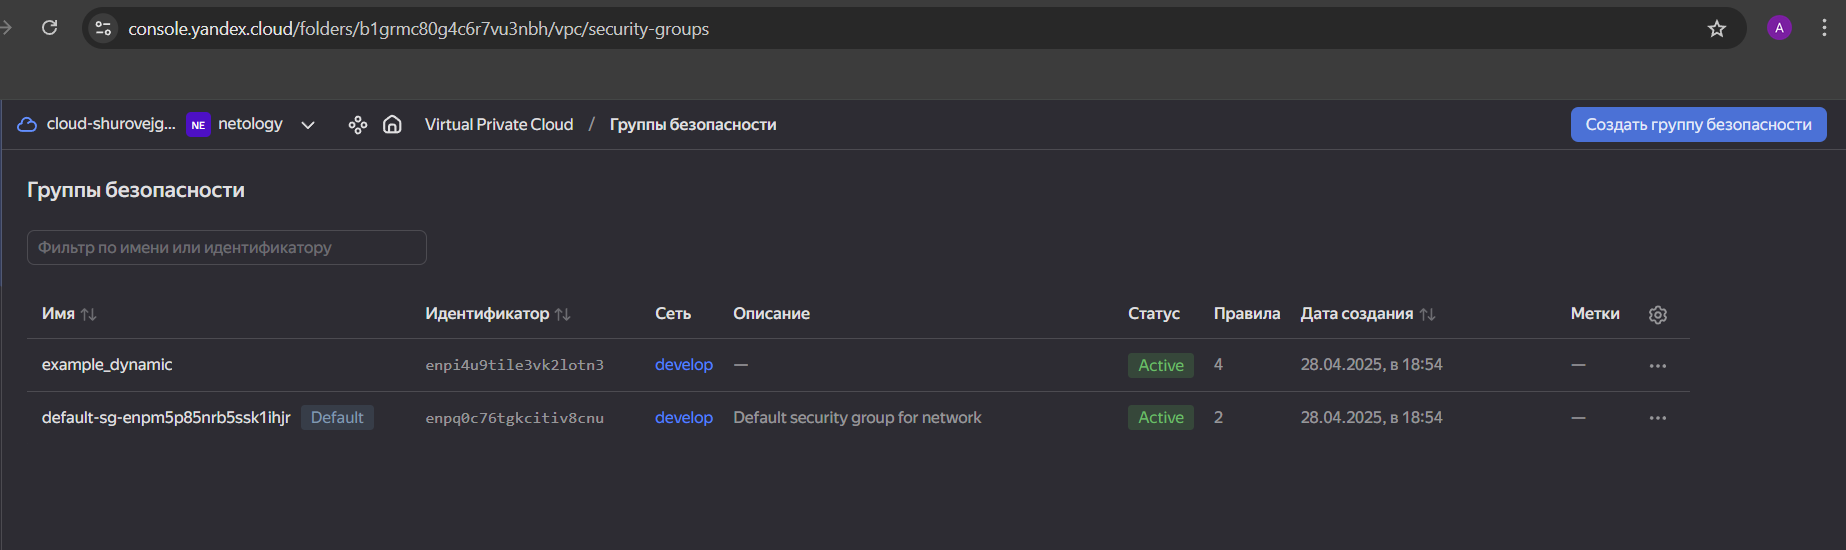 console.yandex.cloud/folders/b1grmc80g4c6r7vu3nbh/vpc/security-groups
A
cloud-shurovejg... NE netology Virtual Private Cloud / Группы безопасности Создать группу безопасности
Группы безопасности
Фильтр по имени или идентификатору
Имя Идентификатор Сеть Описание Статус Правила Дата создания Метки
example_dynamic enpi4u9tile3vk2lotn3 develop — Active 4 28.04.2025, в 18:54 —
default-sg-enpm5p85nrb5ssk1ihjr Default enpq0c76tgkcitiv8cnu develop Default security group for network Active 2 28.04.2025, в 18:54 —